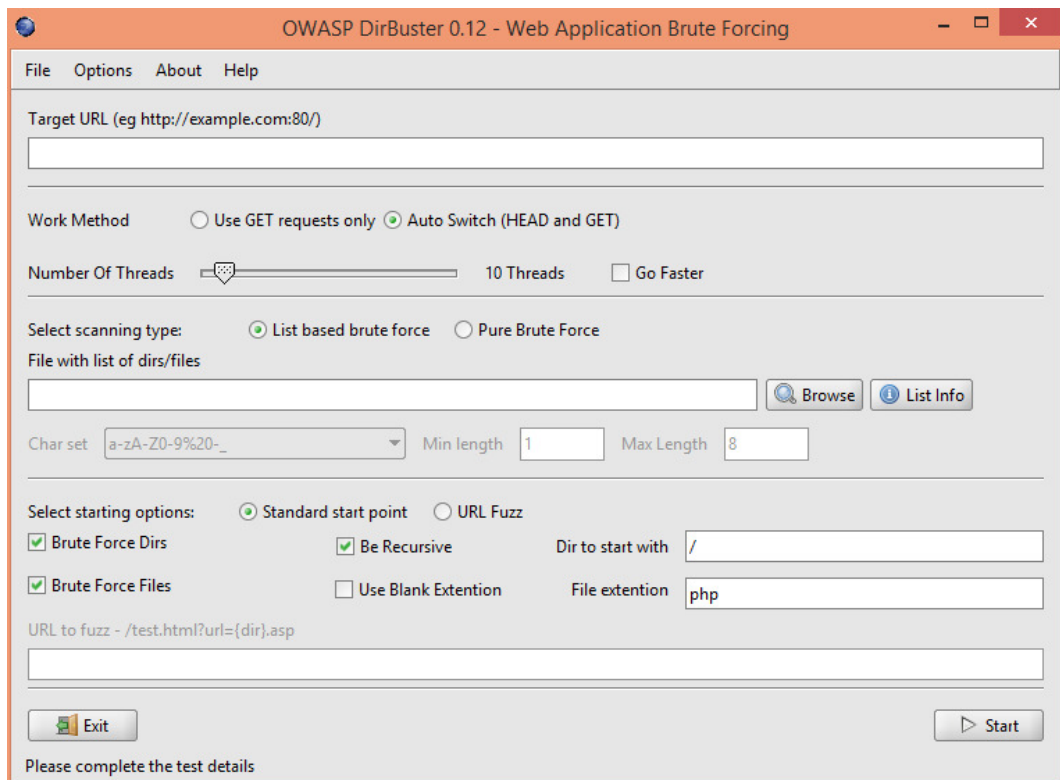 OWASP DirBuster 0.12 - Web Application Brute Forcing
File Options About Help
Target URL (eg http://example.com:80/)
Work Method Use GET requests only Auto Switch (HEAD and GET)
Number Of Threads 10 Threads Go Faster
Select scanning type: List based brute force Pure Brute Force
File with list of dirs/files
Browse List Info
Char set a-zA-Z0-9%20-_ Min length 1 Max Length 8
Select starting options: Standard start point URL Fuzz
Brute Force Dirs Be Recursive Dir to start with /
Brute Force Files Use Blank Extention File extention php
URL to fuzz - /test.html?url={dir}.asp
Exit Start
Please complete the test details